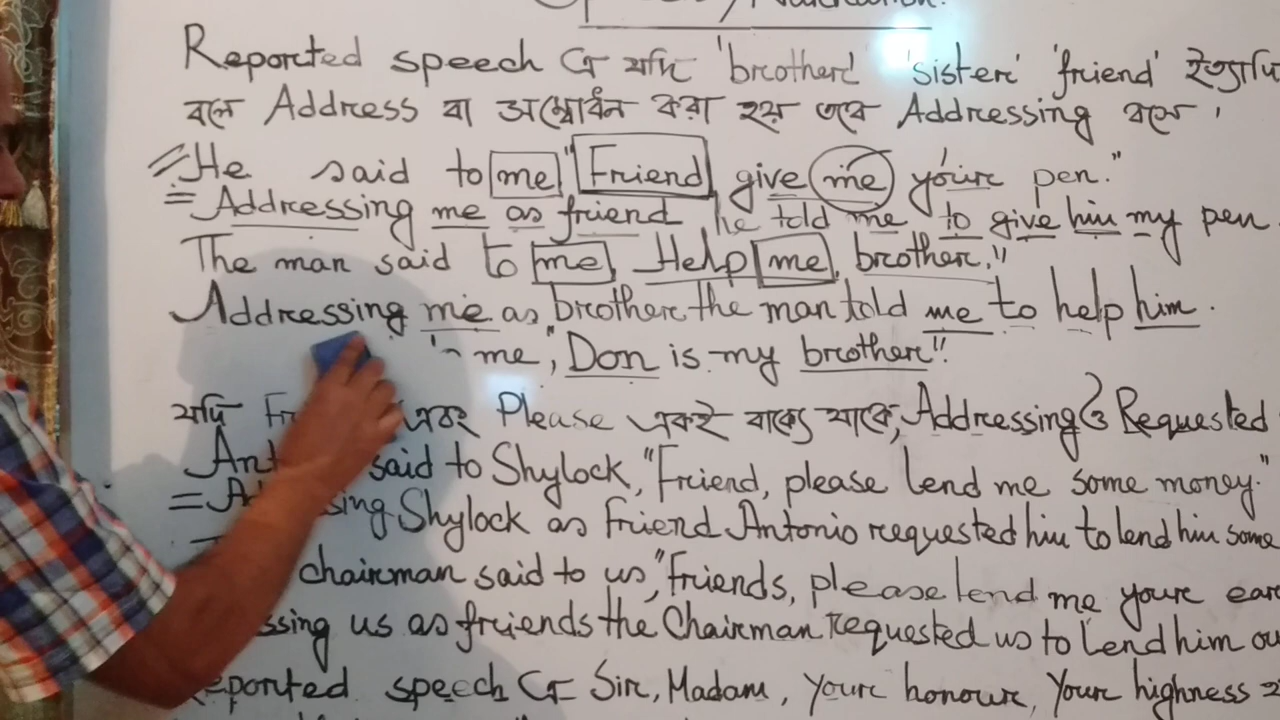 Reported speech এ যদি 'brother' 'sister' 'friend' ইত্যাদি
বলে Address বা সম্বোধন করা হয় তবে Addressing বসে।
He said to me "Friend give me your pen."
= Addressing me as friend he told me to give him my pen.
The man said to me, Help me, brother."
Addressing me as brother the man told me to help him.
me", Don is my brother".
যদি এবং Please একই বাক্যে থাকে, Addressing ও Requested
said to Shylock, "Friend, please lend me some money."
= Shylock as friend Antonio requested him to lend him some
chairman said to us, "Friends, please lend me your
us as friends the Chairman requested us to lend him
Reported speech এ Sir, Madam, your honour, Your highness